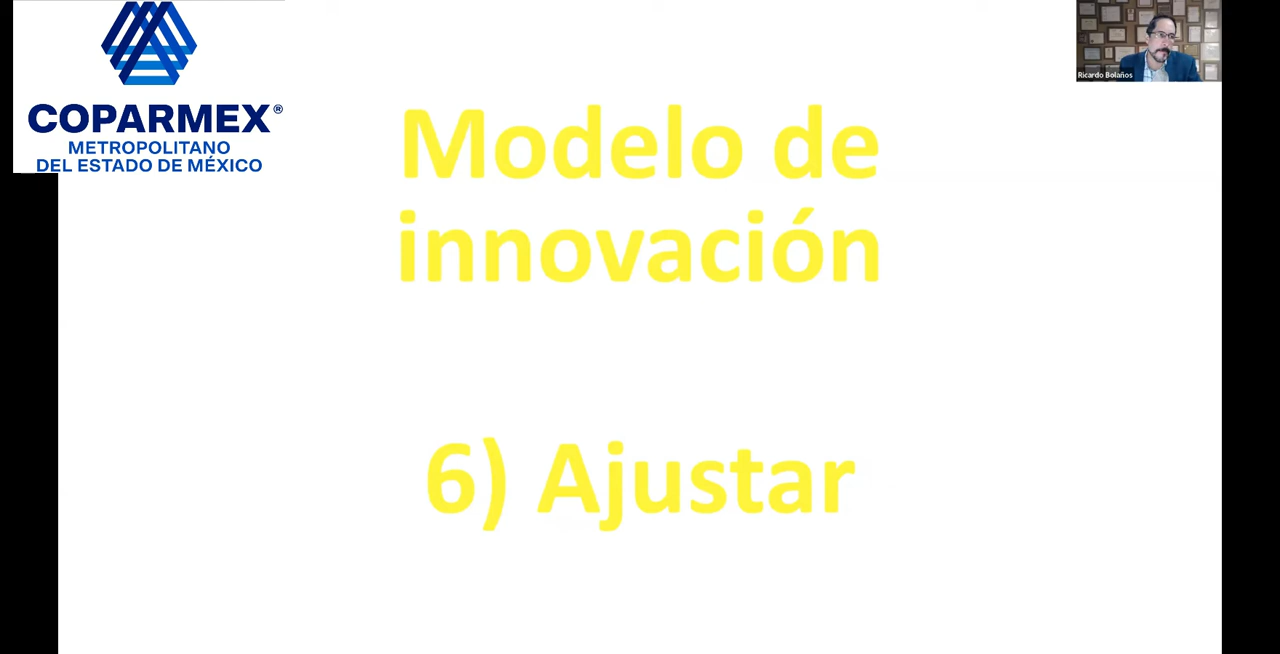 COPARMEX®
METROPOLITANO
DEL ESTADO DE MÉXICO
Ricardo Bolaños
Modelo de
innovación
6) Ajustar